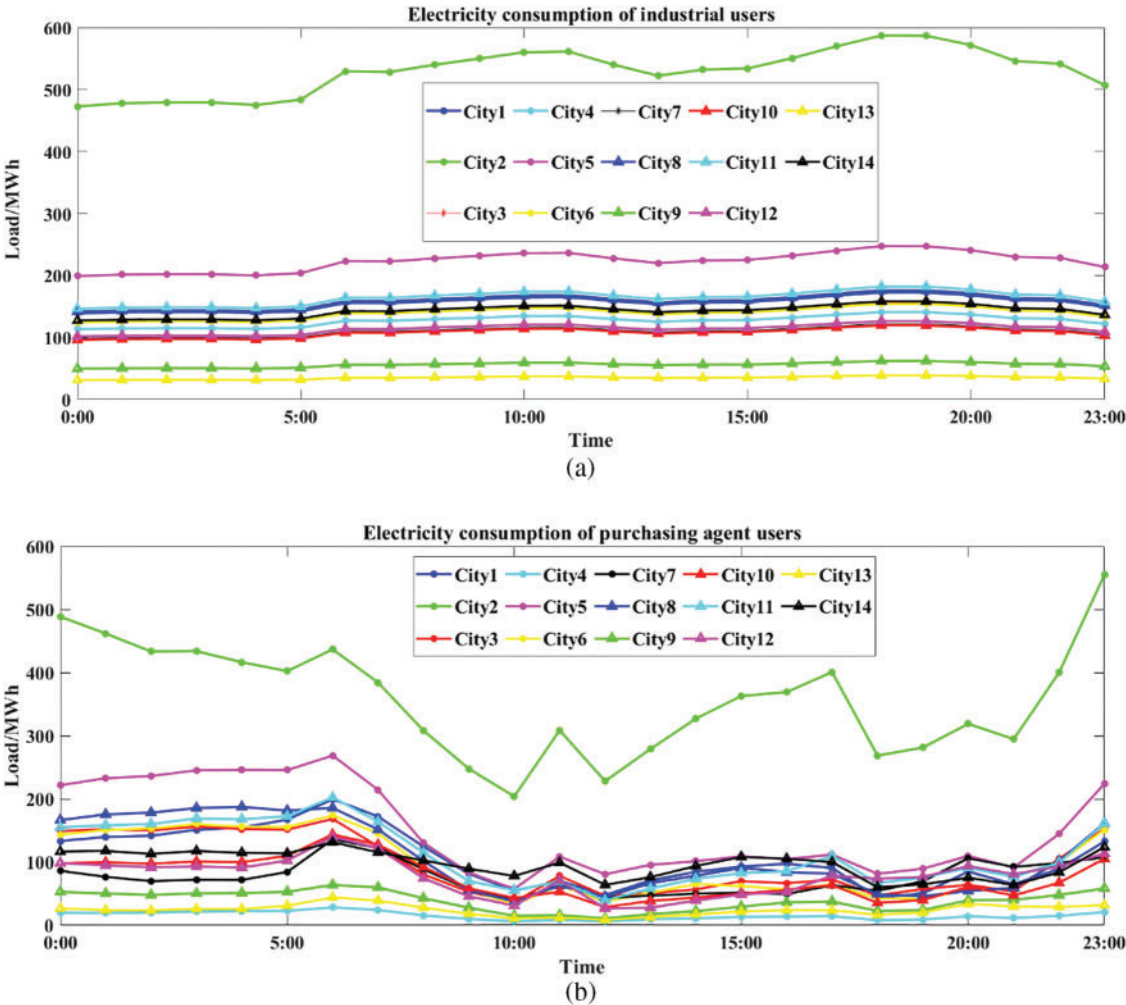 Electricity consumption of industrial users
600
500
400
300
200
100
0
Load/MWh
City1 City4 City7 City10 City13
City2 City5 City8 City11 City14
City3 City6 City9 City12
0:00 5:00 10:00 15:00 20:00 23:00
Time
(a)
Electricity consumption of purchasing agent users
600
500
400
300
200
100
0
Load/MWh
City1 City4 City7 City10 City13
City2 City5 City8 City11 City14
City3 City6 City9 City12
0:00 5:00 10:00 15:00 20:00 23:00
Time
(b)